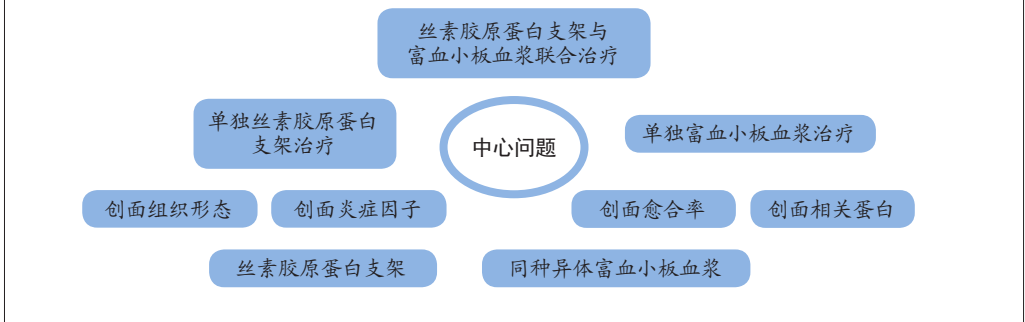 丝素胶原蛋白支架与
富血小板血浆联合治疗
单独丝素胶原蛋白
支架治疗
中心问题
单独富血小板血浆治疗
创面组织形态
创面炎症因子
创面愈合率
创面相关蛋白
丝素胶原蛋白支架
同种异体富血小板血浆